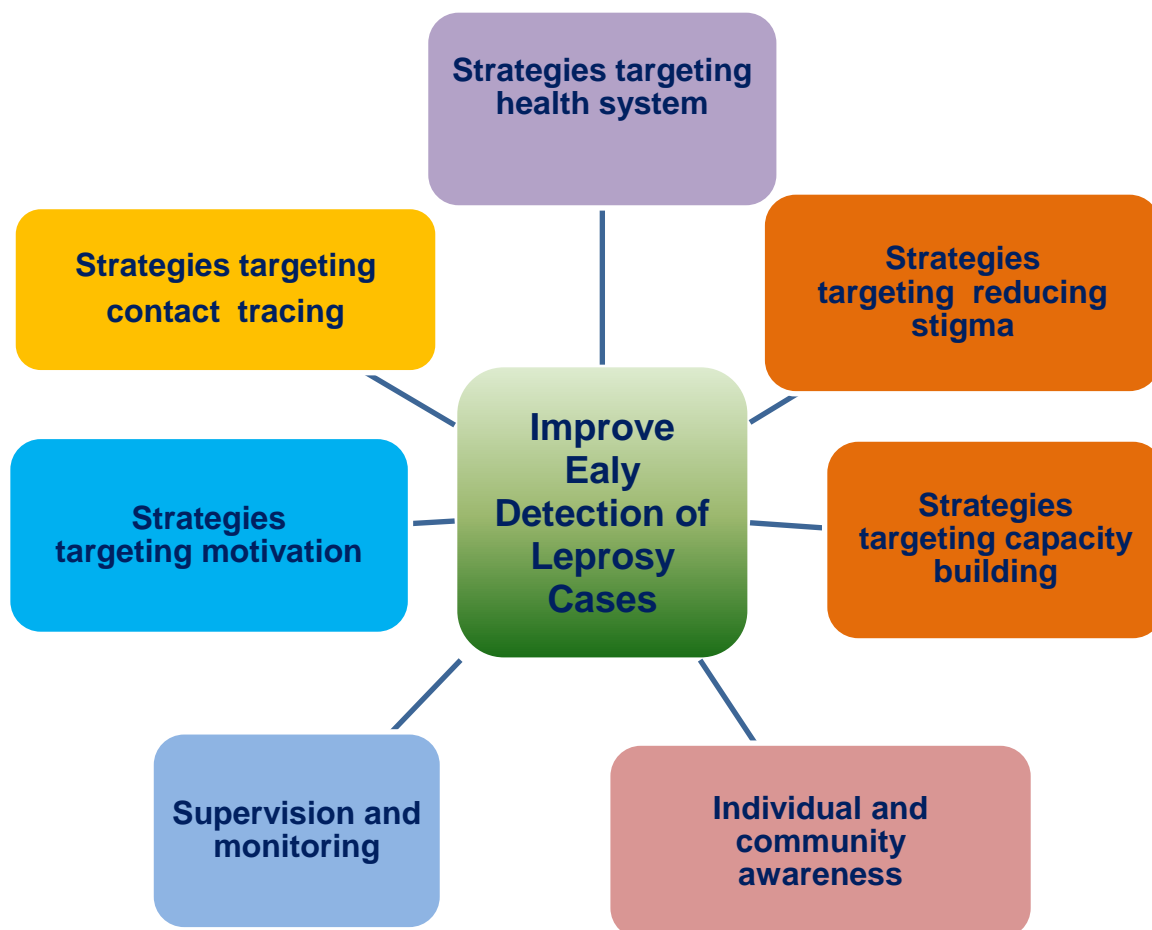 Strategies targeting
health system
Strategies targeting
contact tracing
Strategies
targeting reducing
stigma
Improve
Ealy
Detection of
Leprosy
Cases
Strategies
targeting motivation
Strategies
targeting capacity
building
Supervision and
monitoring
Individual and
community
awareness